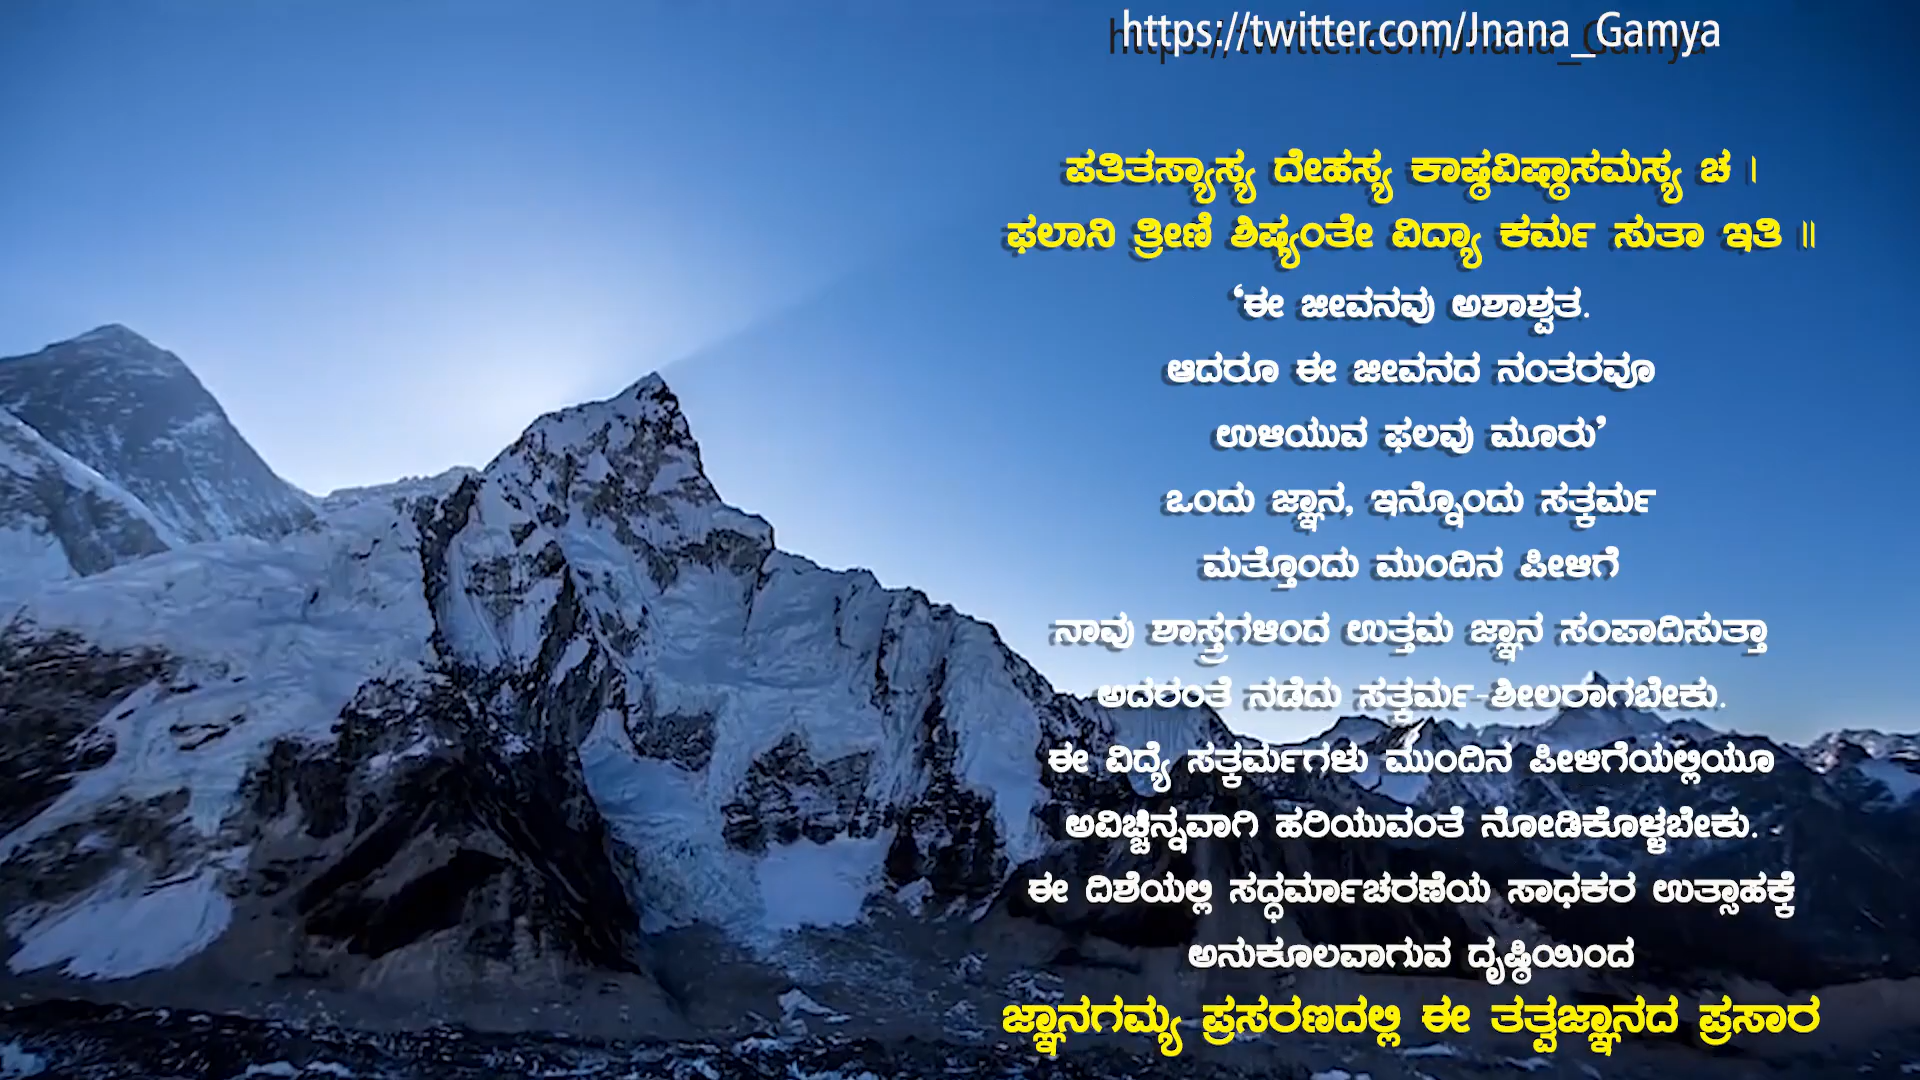 https://twitter.com/Jnana_Gamya
ಪತಿತಸ್ಯಾಸ್ಯ ದೇಹಸ್ಯ ಕಾಷ್ಠವಿಷ್ಠಾಸಮಸ್ಯ ಚ ।
ಫಲಾನಿ ತ್ರೀಣಿ ಶಿಷ್ಯಂತೇ ವಿದ್ಯಾ ಕರ್ಮ ಸುತಾ ಇತಿ ॥
‘ಈ ಜೀವನವು ಅಶಾಶ್ವತ.
ಆದರೂ ಈ ಜೀವನದ ನಂತರವೂ
ಉಳಿಯುವ ಫಲವು ಮೂರು’
ಒಂದು ಜ್ಞಾನ, ಇನ್ನೊಂದು ಸತ್ಕರ್ಮ
ಮತ್ತೊಂದು ಮುಂದಿನ ಪೀಳಿಗೆ
ನಾವು ಶಾಸ್ತ್ರಗಳಿಂದ ಉತ್ತಮ ಜ್ಞಾನ ಸಂಪಾದಿಸುತ್ತಾ
ಅದರಂತೆ ನಡೆದು ಸತ್ಕರ್ಮ-ಶೀಲರಾಗಬೇಕು.
ಈ ವಿದ್ಯೆ ಸತ್ಕರ್ಮಗಳು ಮುಂದಿನ ಪೀಳಿಗೆಯಲ್ಲಿಯೂ
ಅವಿಚ್ಛಿನ್ನವಾಗಿ ಹರಿಯುವಂತೆ ನೋಡಿಕೊಳ್ಳಬೇಕು.
ಈ ದಿಶೆಯಲ್ಲಿ ಸದ್ಧರ್ಮಾಚರಣೆಯ ಸಾಧಕರ ಉತ್ಸಾಹಕ್ಕೆ
ಅನುಕೂಲವಾಗುವ ದೃಷ್ಠಿಯಿಂದ
ಜ್ಞಾನಗಮ್ಯ ಪ್ರಸರಣದಲ್ಲಿ ಈ ತತ್ವಜ್ಞಾನದ ಪ್ರಸಾರ